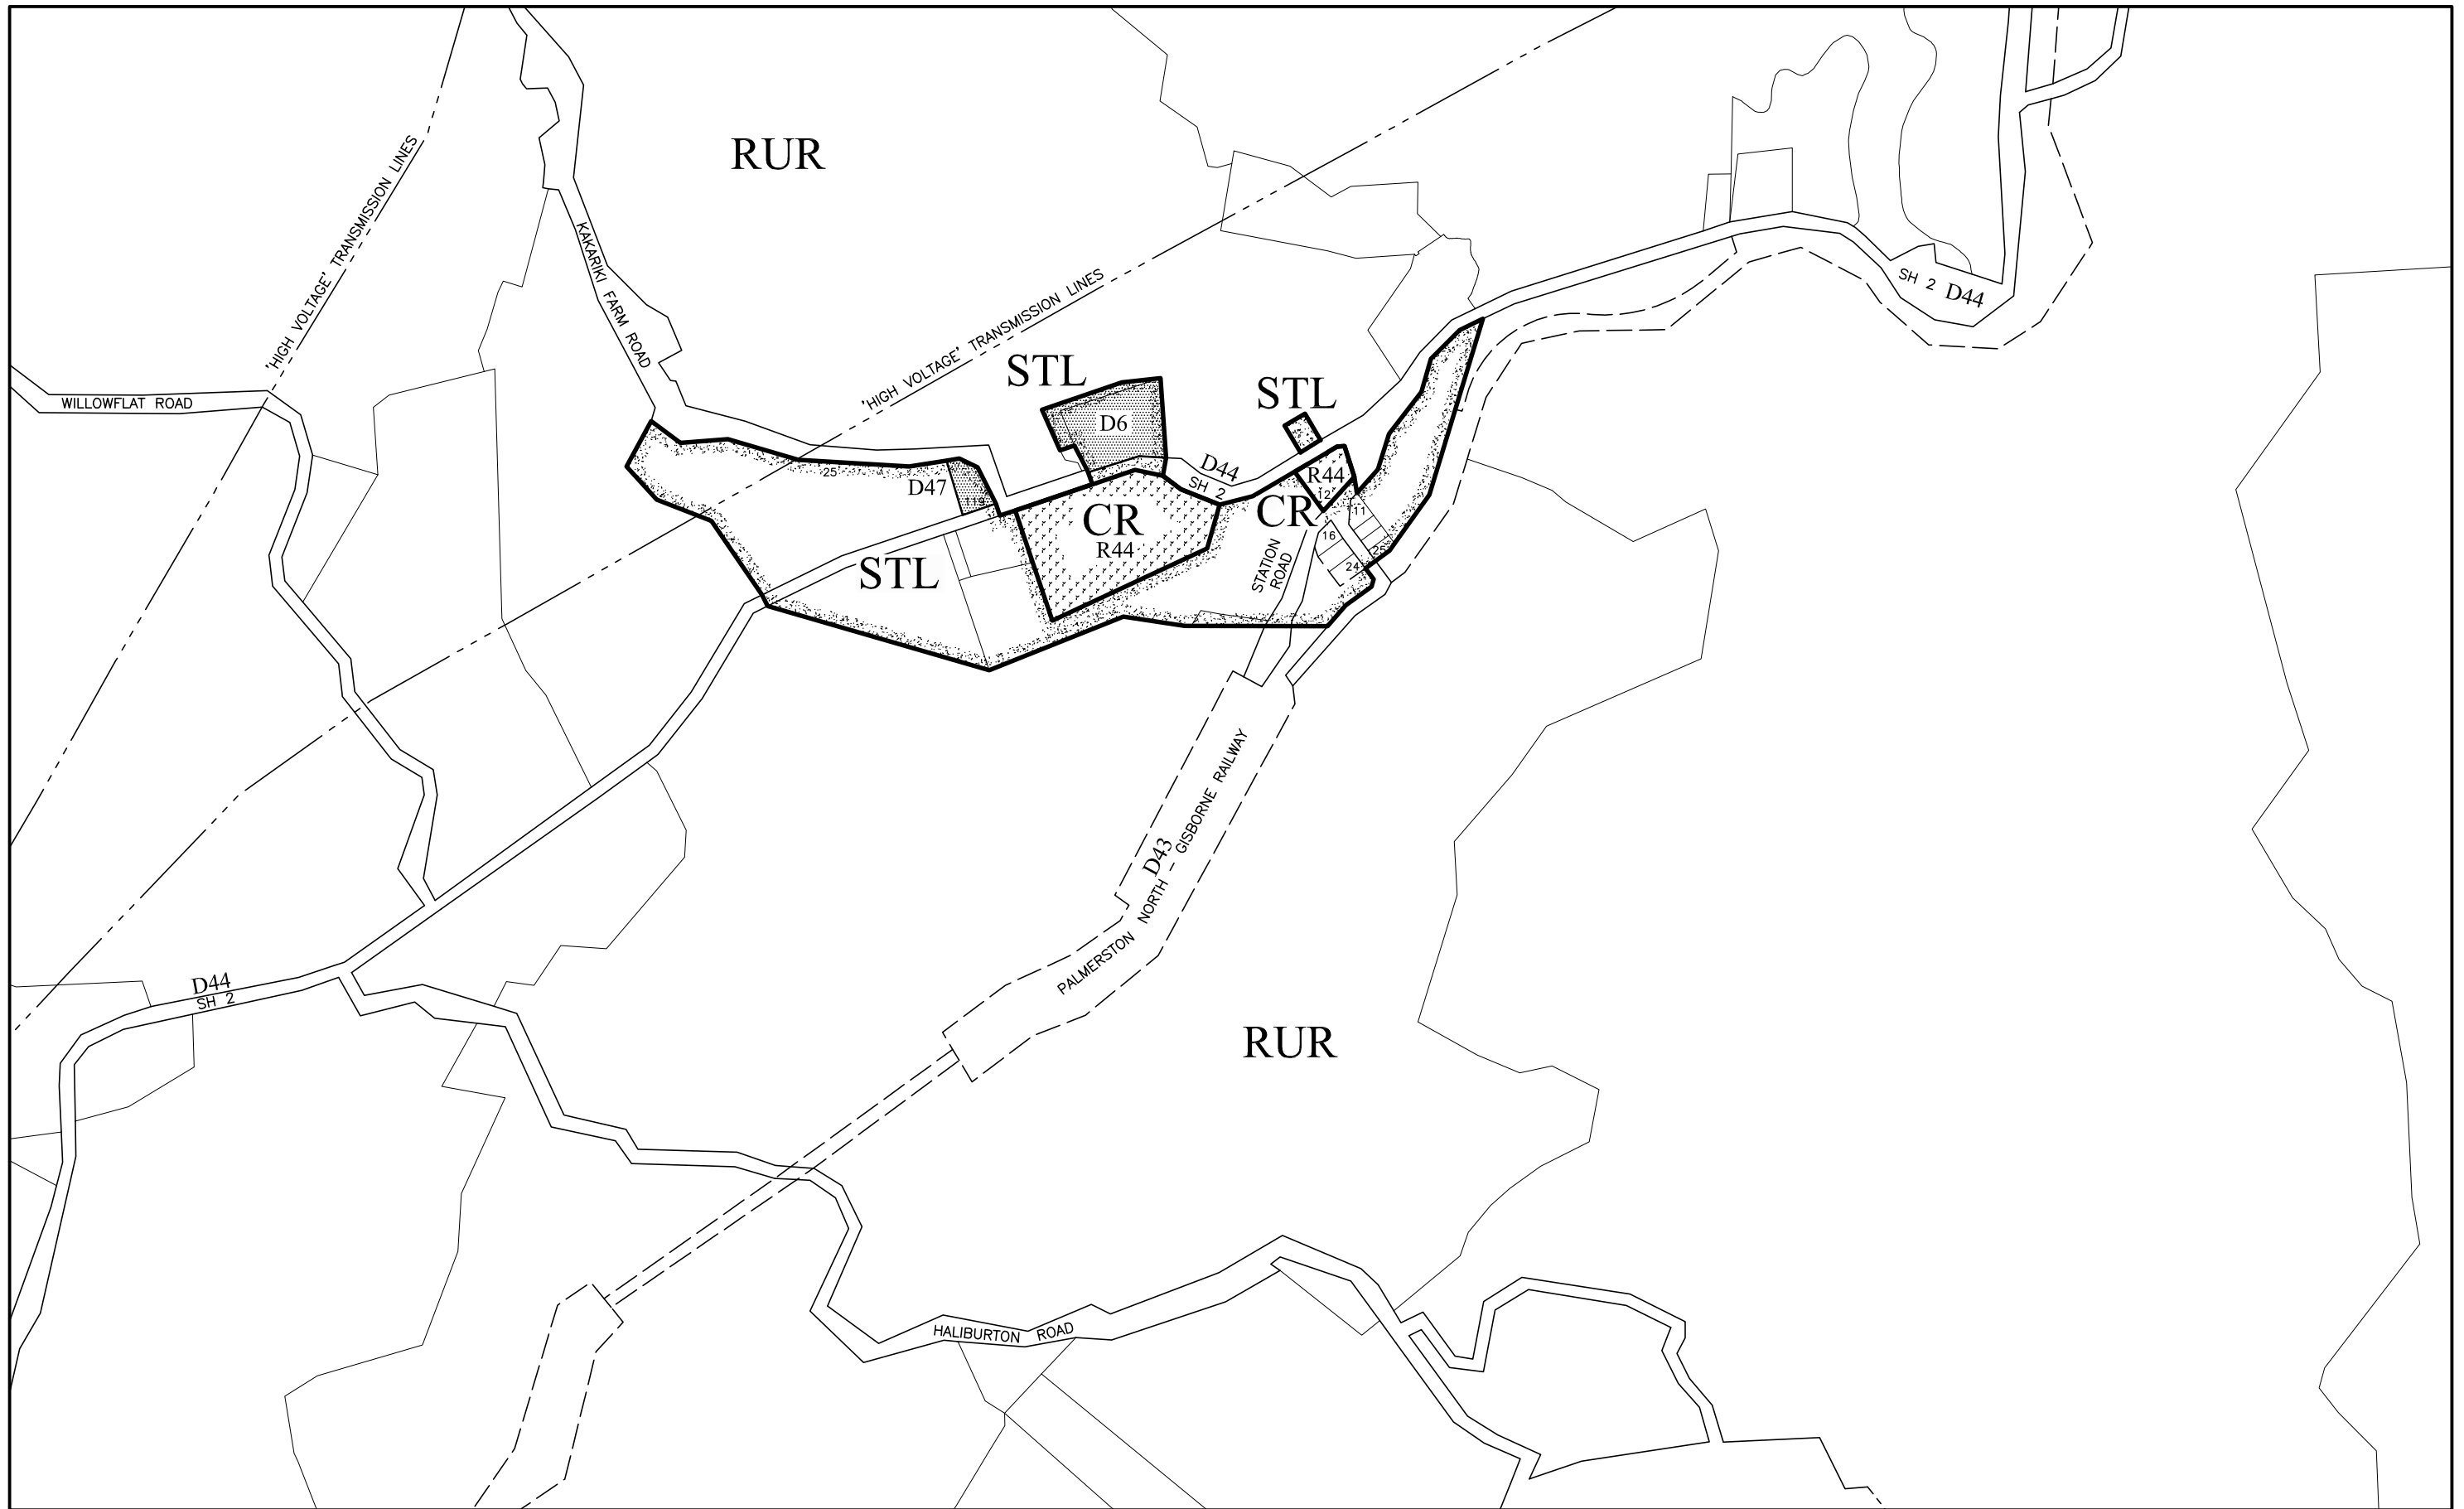 RUR
'HIGH VOLTAGE' TRANSMISSION LINES
KAKARIKI FARM ROAD
SH 2 D44
'HIGH VOLTAGE' TRANSMISSION LINES
STL
STL
WILLOWFLAT ROAD
D6
25
D44
SH 2
R44
12
D47
119
CR
R44
CR
11
16
25
24
STL
STATION
ROAD
D43
PALMERSTON NORTH - GISBORNE RAILWAY
D44
SH 2
RUR
HALIBURTON ROAD